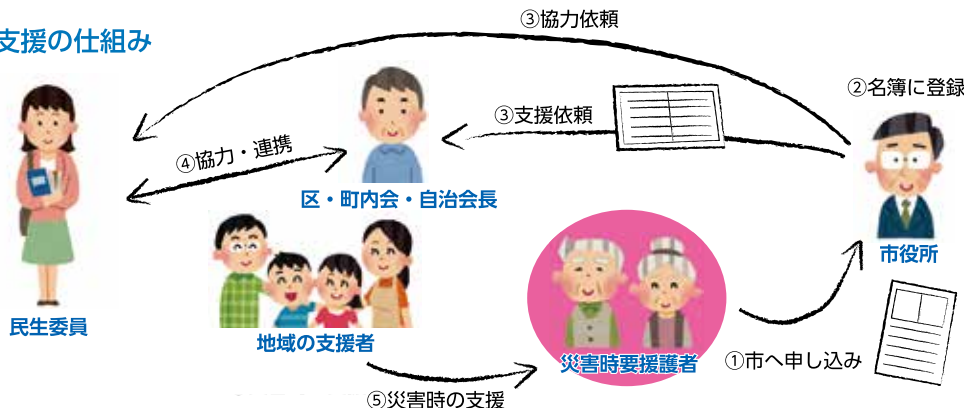 支援の仕組み
③協力依頼
②名簿に登録
③支援依頼
④協力・連携
区・町内会・自治会長
市役所
民生委員
地域の支援者
災害時要援護者
①市へ申し込み
⑤災害時の支援